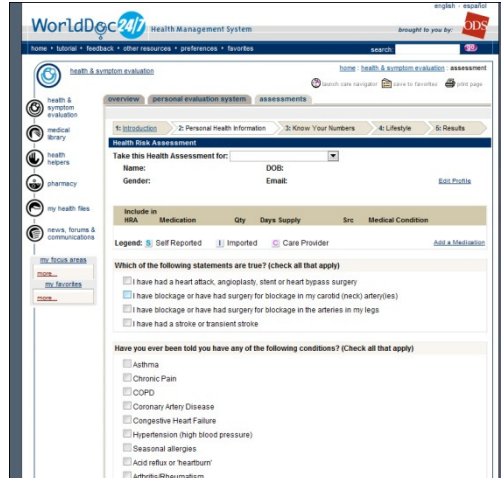 english - español
WorLdDoc 24/7 Health Management System
brought to you by: ODS
home • tutorial • feedback • other resources • preferences • favorites
search:
health & symptom evaluation
home : health & symptom evaluation : assessment
launch care navigator save to favorites print page
health & symptom evaluation
medical library
health helpers
pharmacy
my health files
news, forums & communications
my focus areas
more...
my favorites
more...
overview personal evaluation system assessments
1: Introduction 2: Personal Health Information 3: Know Your Numbers 4: Lifestyle 5: Results
Health Risk Assessment
Take this Health Assessment for:
Name: DOB:
Gender: Email: Edit Profile
Include in
HRA Medication Qty Days Supply Src Medical Condition
Legend: S Self Reported I Imported C Care Provider Add a Medication
Which of the following statements are true? (check all that apply)
I have had a heart attack, angioplasty, stent or heart bypass surgery
I have blockage or have had surgery for blockage in my carotid (neck) artery(ies)
I have blockage or have had surgery for blockage in the arteries in my legs
I have had a stroke or transient stroke
Have you ever been told you have any of the following conditions? (Check all that apply)
Asthma
Chronic Pain
COPD
Coronary Artery Disease
Congestive Heart Failure
Hypertension (high blood pressure)
Seasonal allergies
Acid reflux or 'heartburn'
Arthritis/Rheumatism